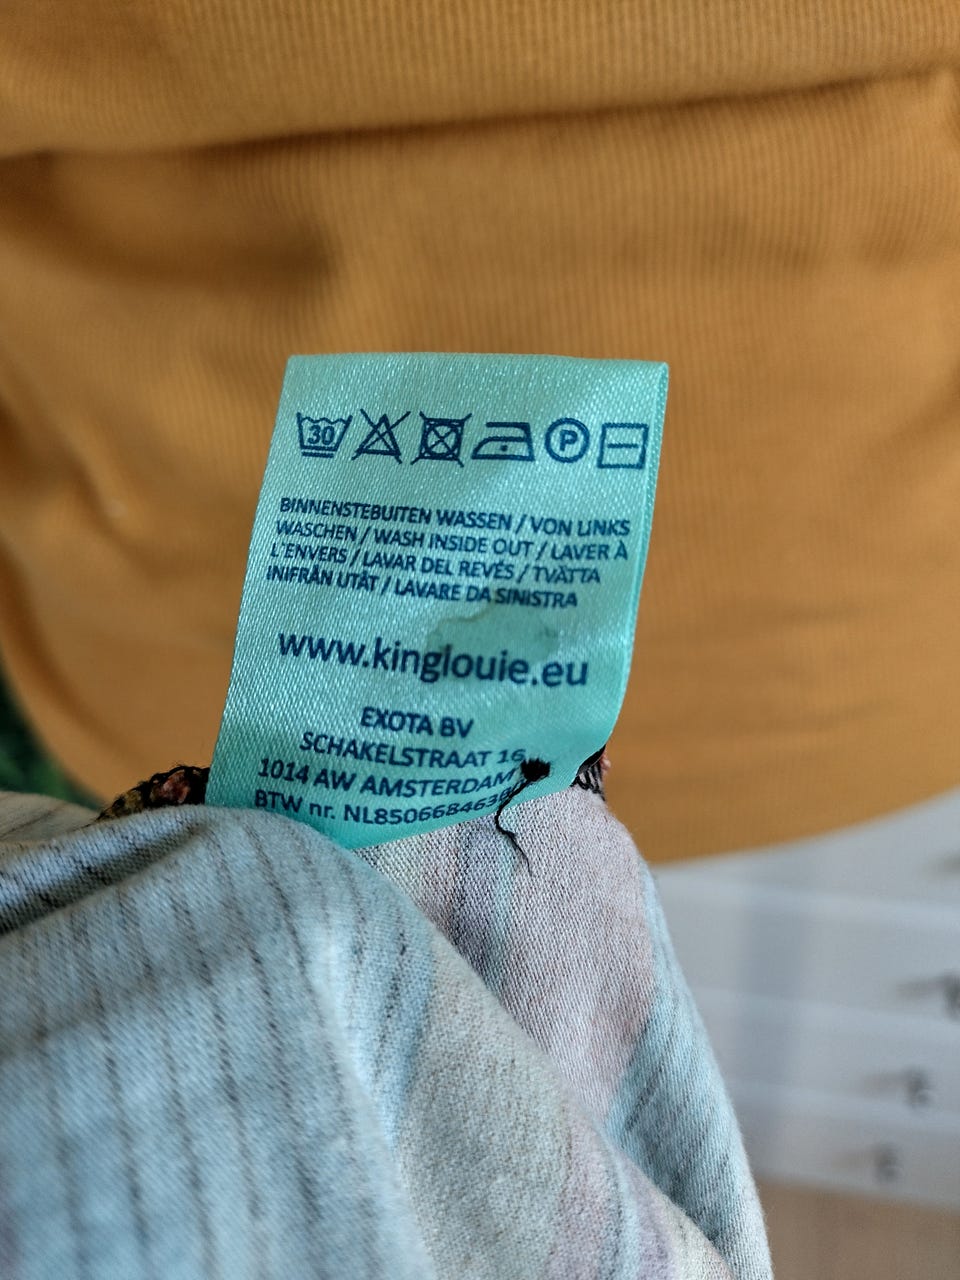 30 P
BINNENSTEBUITEN WASSEN / VON LINKS
WASCHEN / WASH INSIDE OUT / LAVER À
L'ENVERS / LAVAR DEL REVÉS / TVÄTTA
INIFRÅN UTÅT / LAVARE DA SINISTRA
www.kinglouie.eu
EXOTA BV
SCHAKELSTRAAT 16
1014 AW AMSTERDAM
BTW nr.